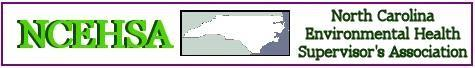 NCEHSA
North Carolina
Environmental Health
Supervisor's Association